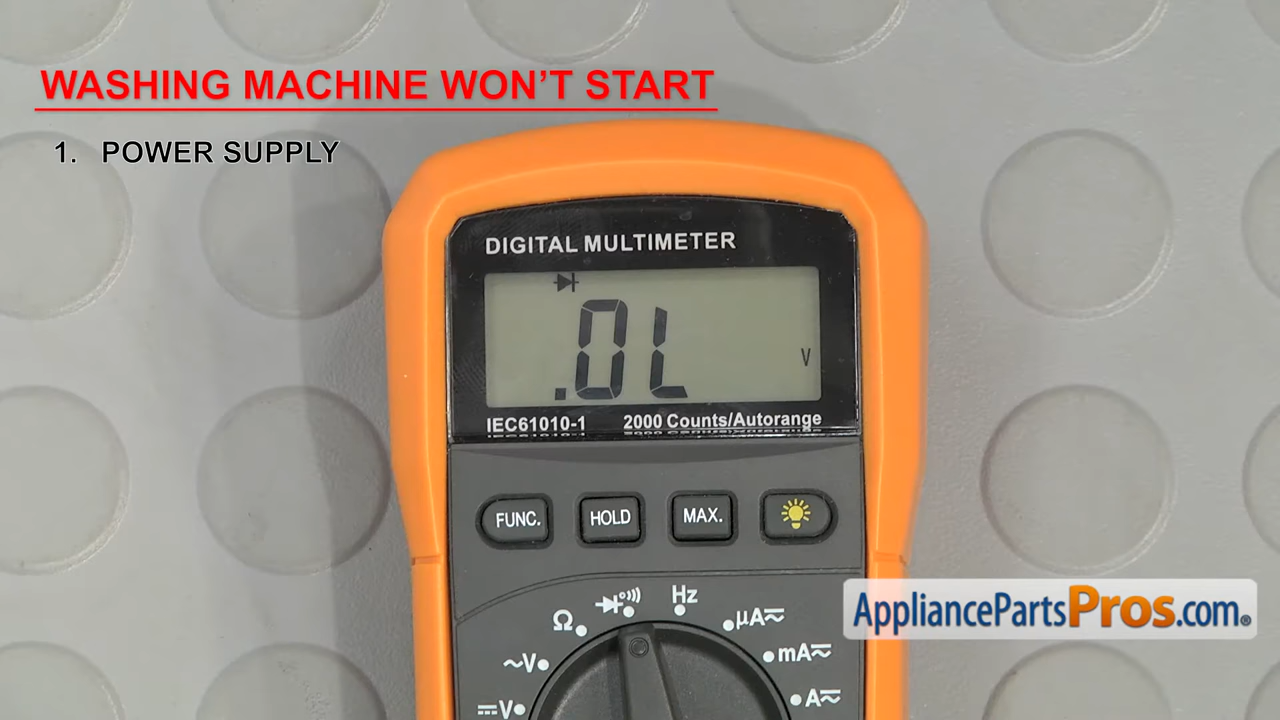 WASHING MACHINE WON'T START
1. POWER SUPPLY
DIGITAL MULTIMETER
.0L
V
IEC61010-1 2000 Counts/Autorange
FUNC. HOLD MAX.
Hz
Ω
µA
~V
mA
V
A
AppliancePartsPros.com®